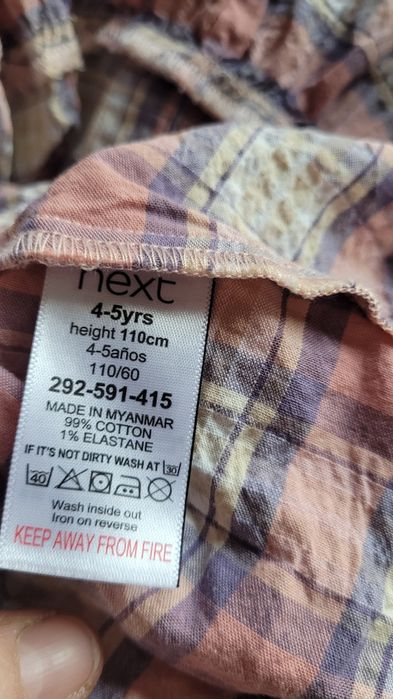 next
4-5yrs
height 110cm
4-5años
110/60
292-591-415
MADE IN MYANMAR
99% COTTON
1% ELASTANE
IF IT'S NOT DIRTY WASH AT 30
40
Wash inside out
Iron on reverse
KEEP AWAY FROM FIRE